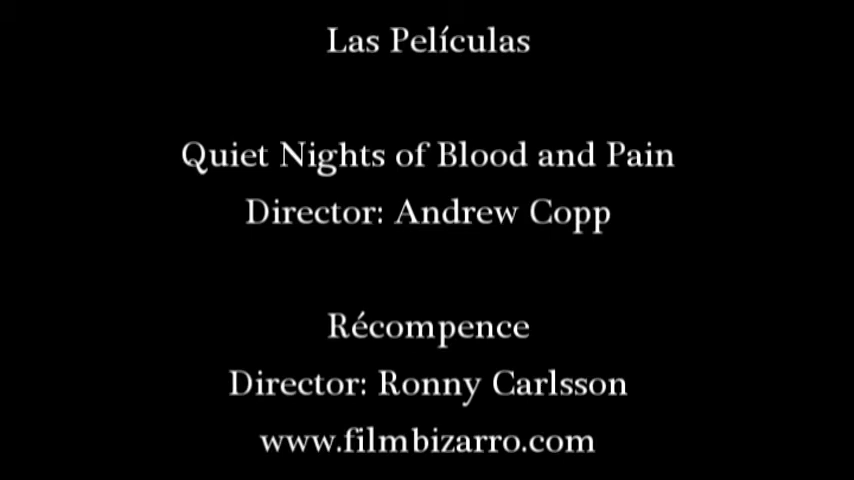 Las Películas
Quiet Nights of Blood and Pain
Director: Andrew Copp
Récompence
Director: Ronny Carlsson
www.filmbizarro.com